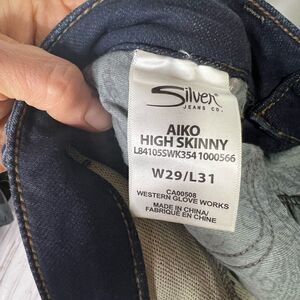 Silver
JEANS CO.
AIKO
HIGH SKINNY
L84105SWK354 1000566
W29/L31
CA00508
WESTERN GLOVE WORKS
MADE IN CHINA/
FABRIQUÉ EN CHINE